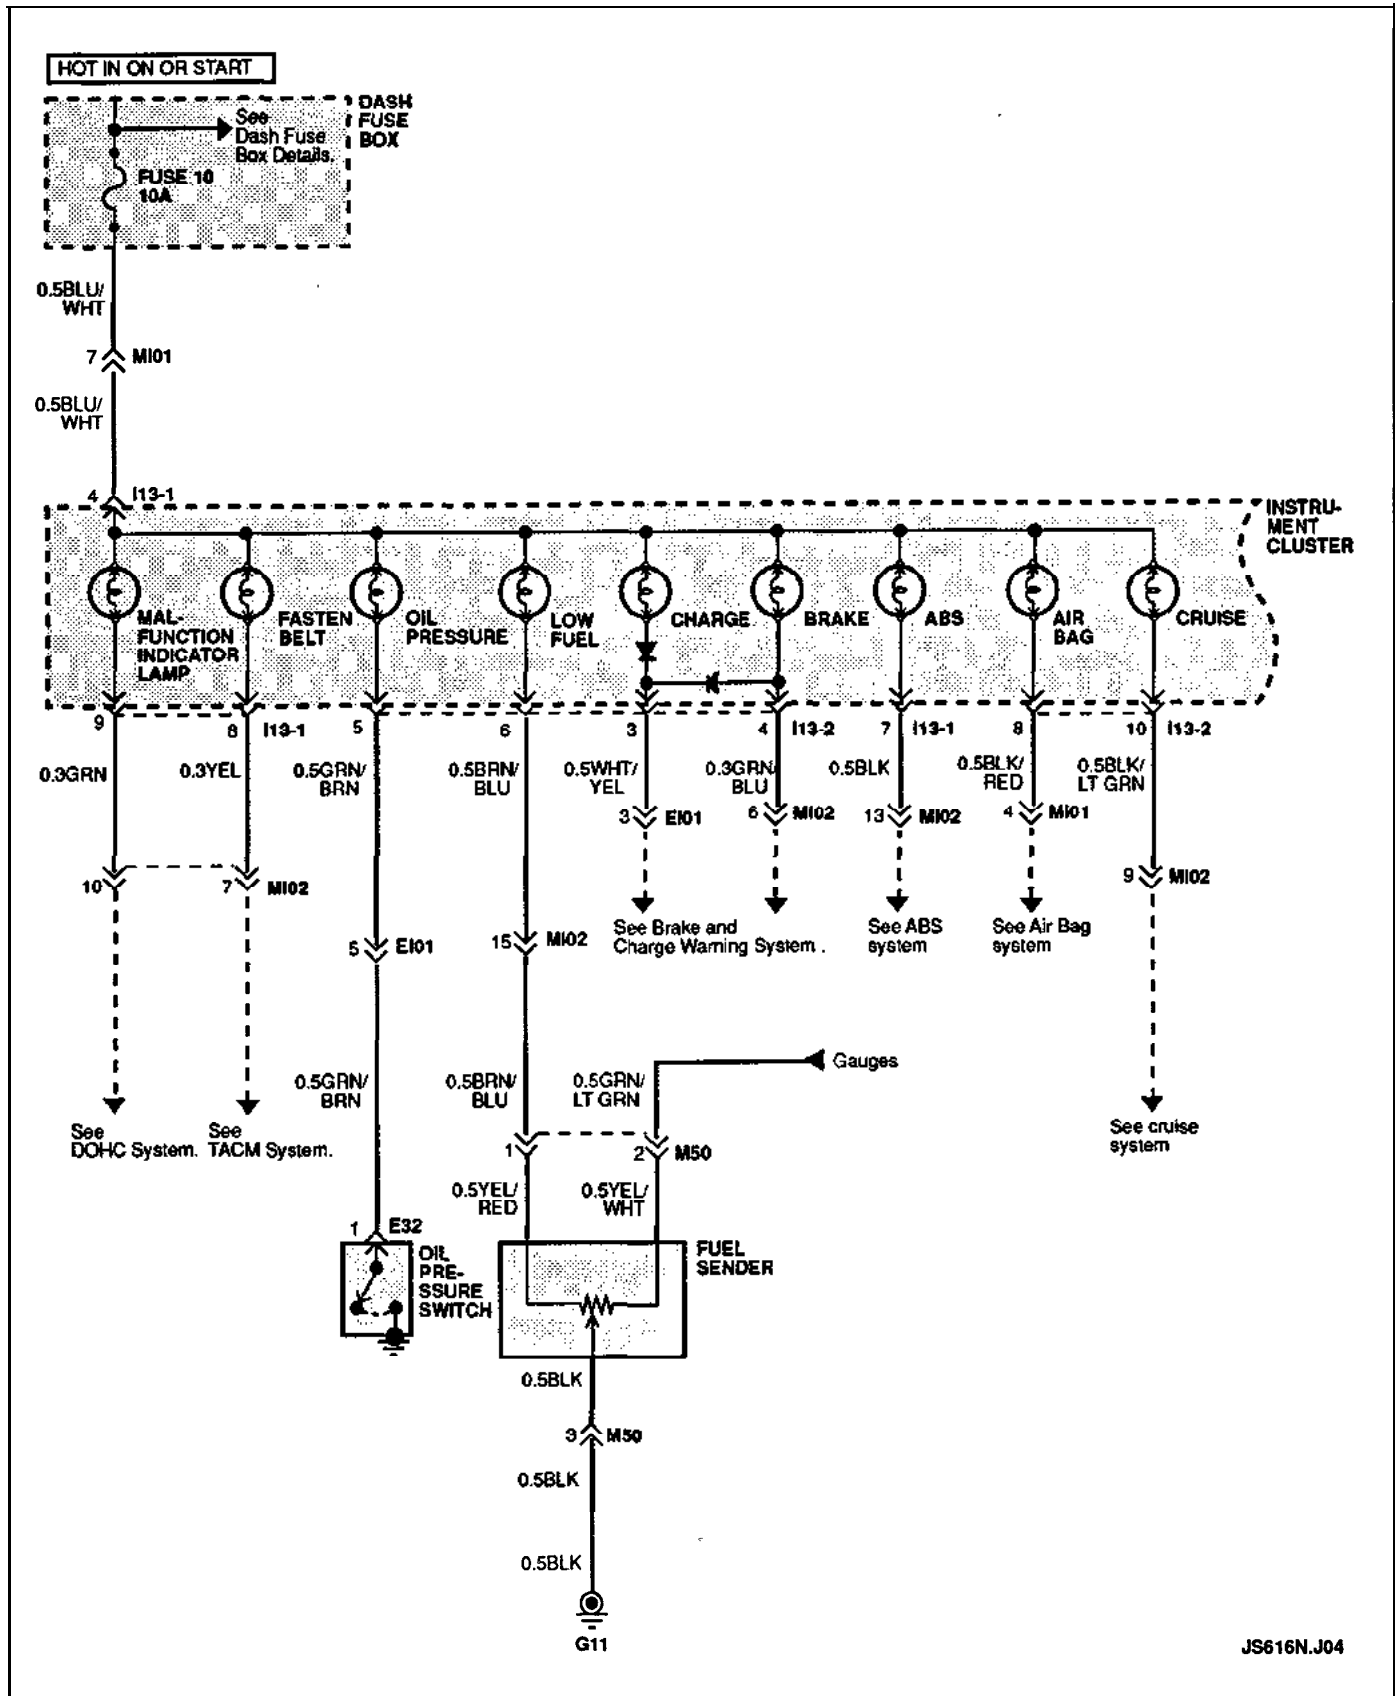 HOT IN ON OR START
DASH
FUSE
BOX
See
Dash Fuse
Box Details.
FUSE 10
10A
0.5BLU/
WHT
7 MI01
0.5BLU/
WHT
4 I13-1
INSTRU-
MENT
CLUSTER
MAL-
FUNCTION
INDICATOR
LAMP
FASTEN
BELT
OIL
PRESSURE
LOW
FUEL
CHARGE
BRAKE
ABS
AIR
BAG
CRUISE
9 8 I13-1 5 6 3 4 I13-2 7 I13-1 8 10 I13-2
0.3GRN
0.3YEL
0.5GRN/
BRN
0.5BRN/
BLU
0.5WHT/
YEL
0.3GRN/
BLU
0.5BLK
0.5BLK/
RED
0.5BLK/
LT GRN
3 EI01
6 MI02
13 MI02
4 MI01
10 7 MI02
9 MI02
See Brake and
Charge Warning System .
See ABS
system
See Air Bag
system
5 EI01
15 MI02
Gauges
0.5GRN/
BRN
0.5BRN/
BLU
0.5GRN/
LT GRN
See
DOHC System.
See
TACM System.
See cruise
system
1 2 M50
0.5YEL/
RED
0.5YEL/
WHT
1 E32
OIL
PRE-
SSURE
SWITCH
FUEL
SENDER
0.5BLK
3 M50
0.5BLK
0.5BLK
G11
JS616N.J04